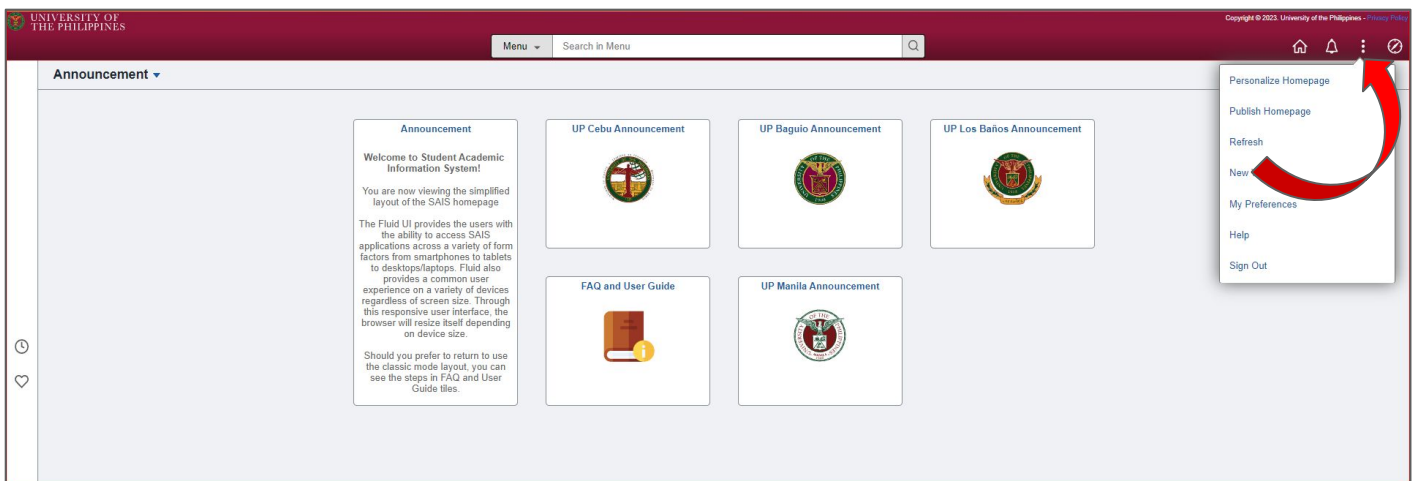 UNIVERSITY OF
THE PHILIPPINES
Copyright © 2023. University of the Philippines - Privacy Policy
Menu
Search in Menu
Announcement
Personalize Homepage
Publish Homepage
Refresh
New
My Preferences
Help
Sign Out
Announcement
Welcome to Student Academic
Information System!
You are now viewing the simplified
layout of the SAIS homepage
The Fluid UI provides the users with
the ability to access SAIS
applications across a variety of form
factors from smartphones to tablets
to desktops/laptops. Fluid also
provides a common user
experience on a variety of devices
regardless of screen size. Through
this responsive user interface, the
browser will resize itself depending
on device size.
Should you prefer to return to use
the classic mode layout, you can
see the steps in FAQ and User
Guide tiles.
UP Cebu Announcement
UP Baguio Announcement
UP Los Baños Announcement
FAQ and User Guide
UP Manila Announcement